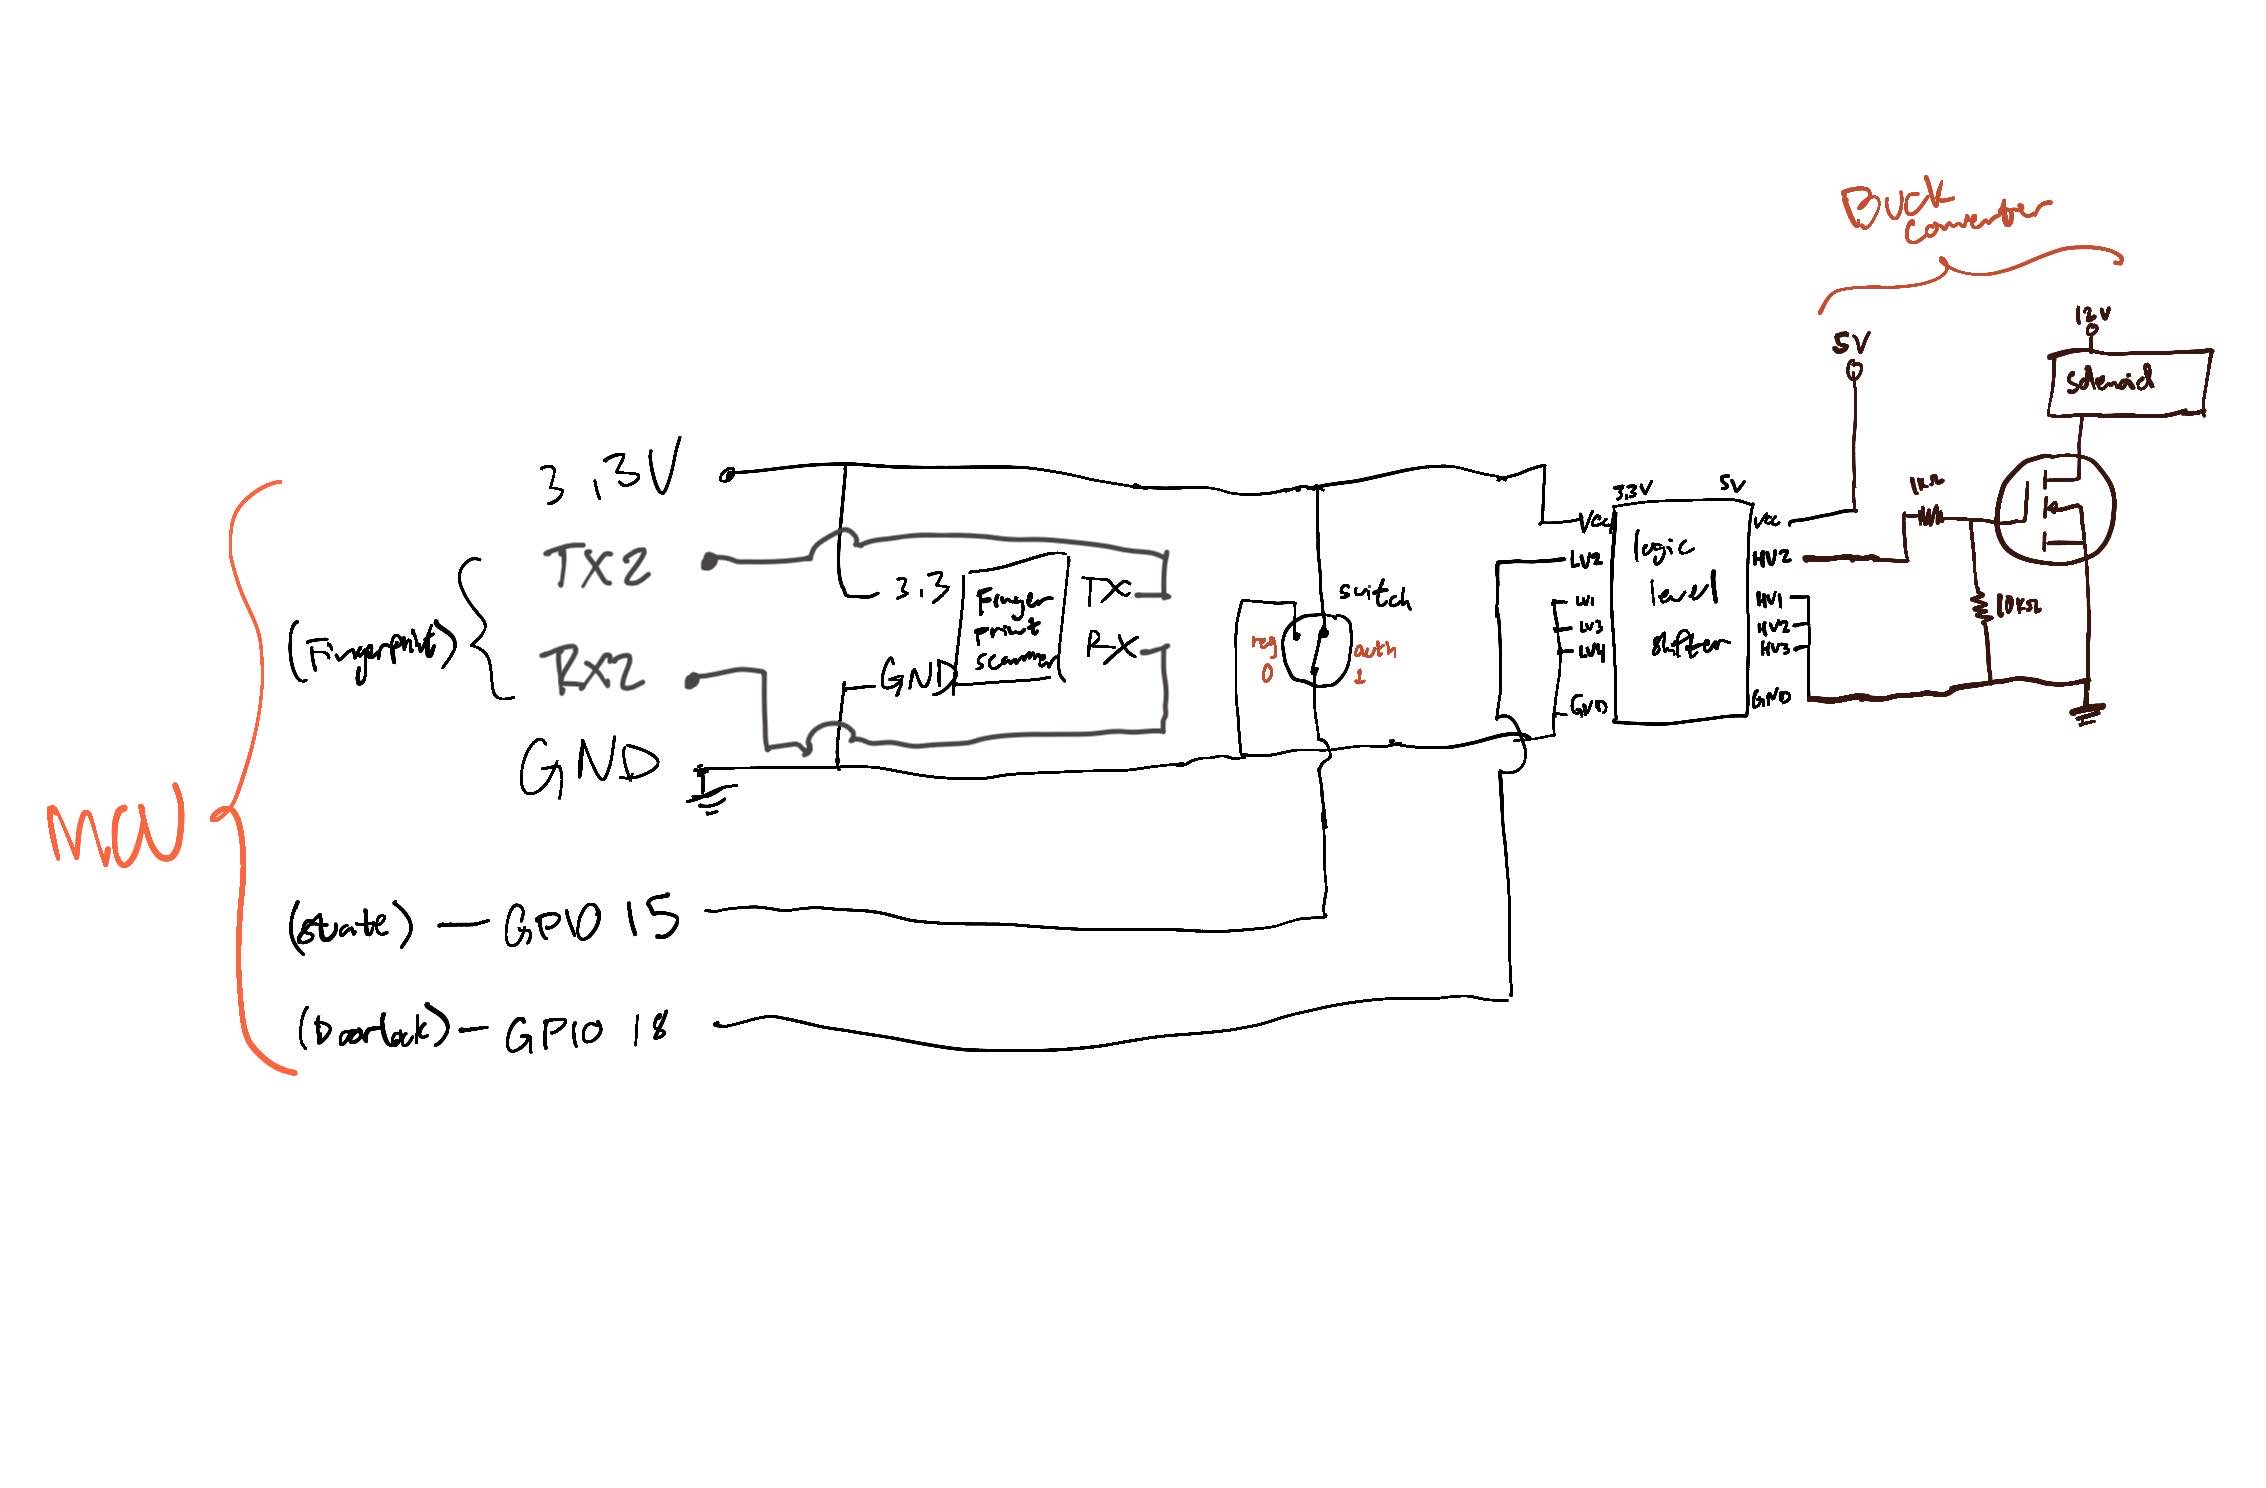 Buck
Converter
12V
5V
Solenoid
3.3V
3.3V
5V
1kΩ
Vcc
Vcc
TX2
logic
LV2
HV2
3.3
Finger
TX
switch
level
LV1
HV1
10kΩ
print
LV3
HV2
(Fingerprint)
RX
reg
auth
shifter
LV4
HV3
RX2
GND
scanner
0
1
GND
GND
GND
MCU
(state) — GPIO 15
(Doorlock) — GPIO 18